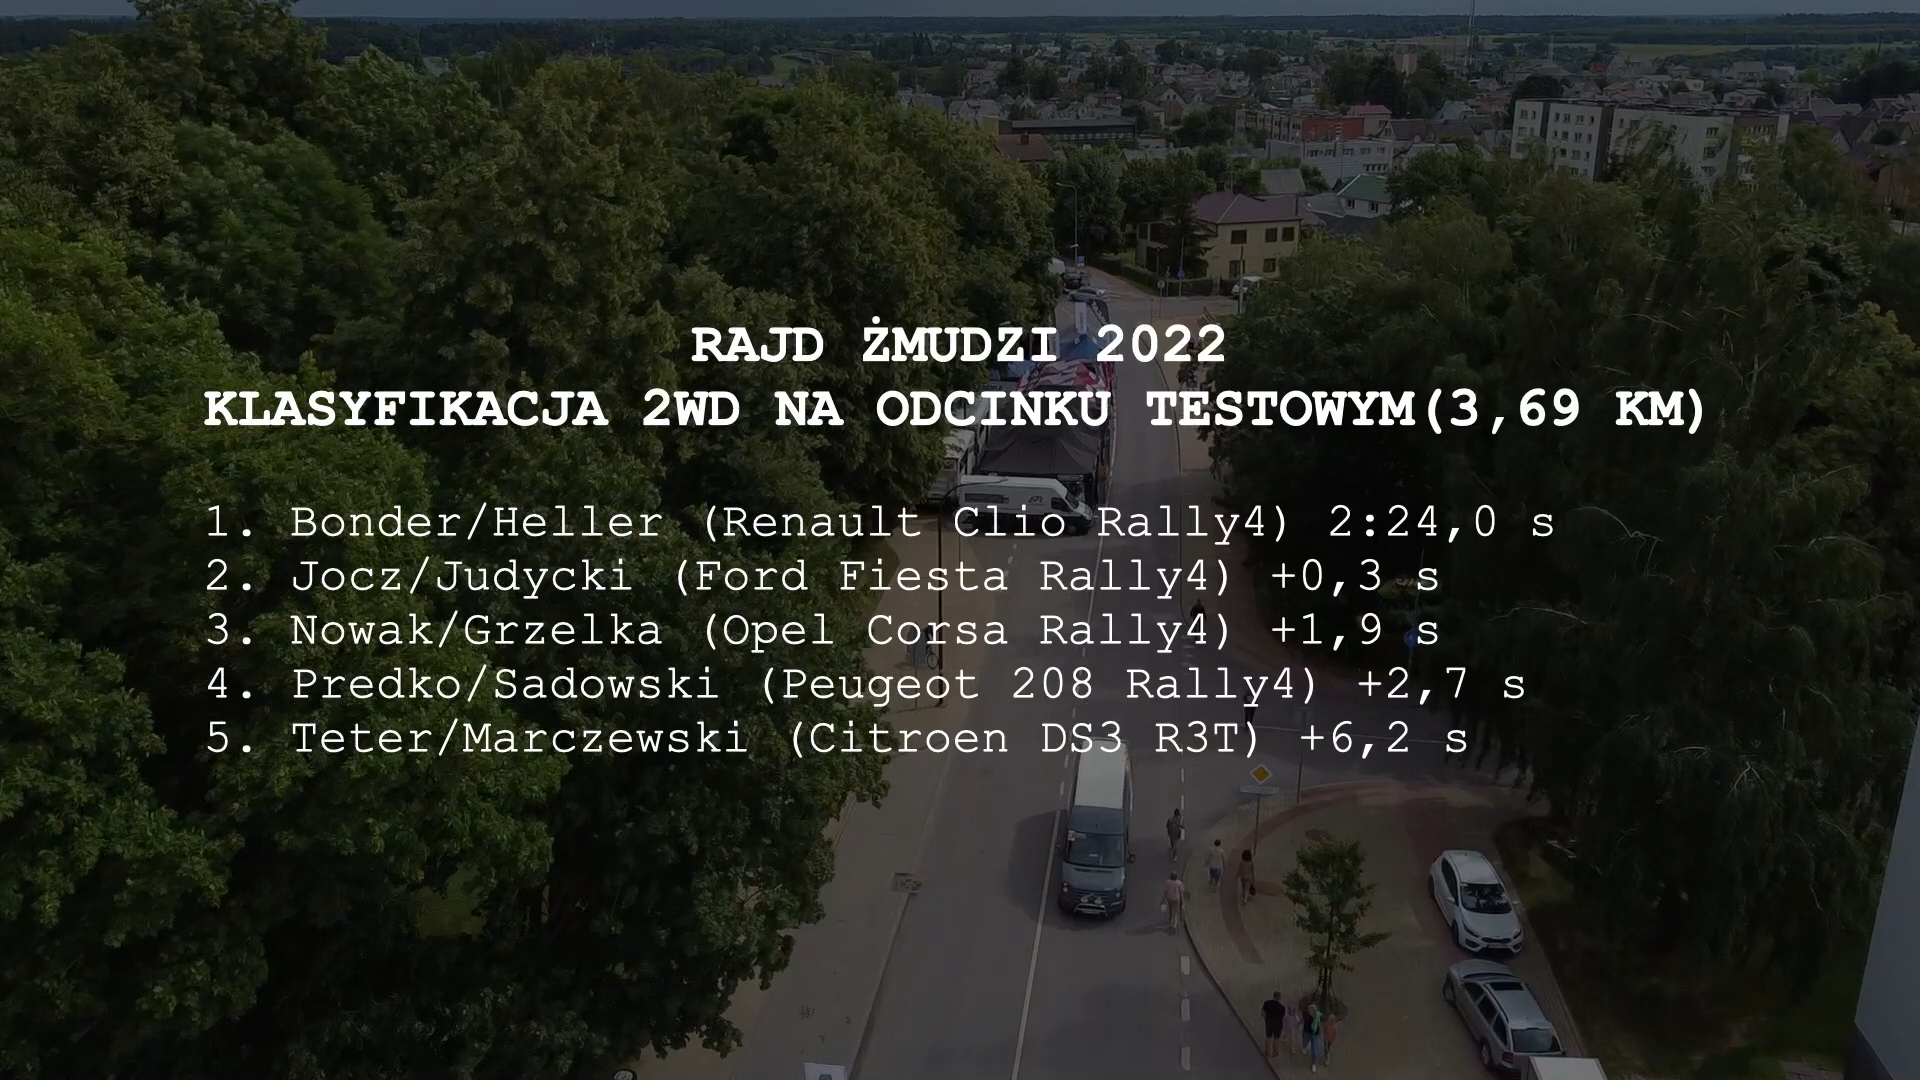 RAJD ŻMUDZI 2022
KLASYFIKACJA 2WD NA ODCINKU TESTOWYM(3,69 KM)
1. Bonder/Heller (Renault Clio Rally4) 2:24,0 s
2. Jocz/Judycki (Ford Fiesta Rally4) +0,3 s
3. Nowak/Grzelka (Opel Corsa Rally4) +1,9 s
4. Predko/Sadowski (Peugeot 208 Rally4) +2,7 s
5. Teter/Marczewski (Citroen DS3 R3T) +6,2 s